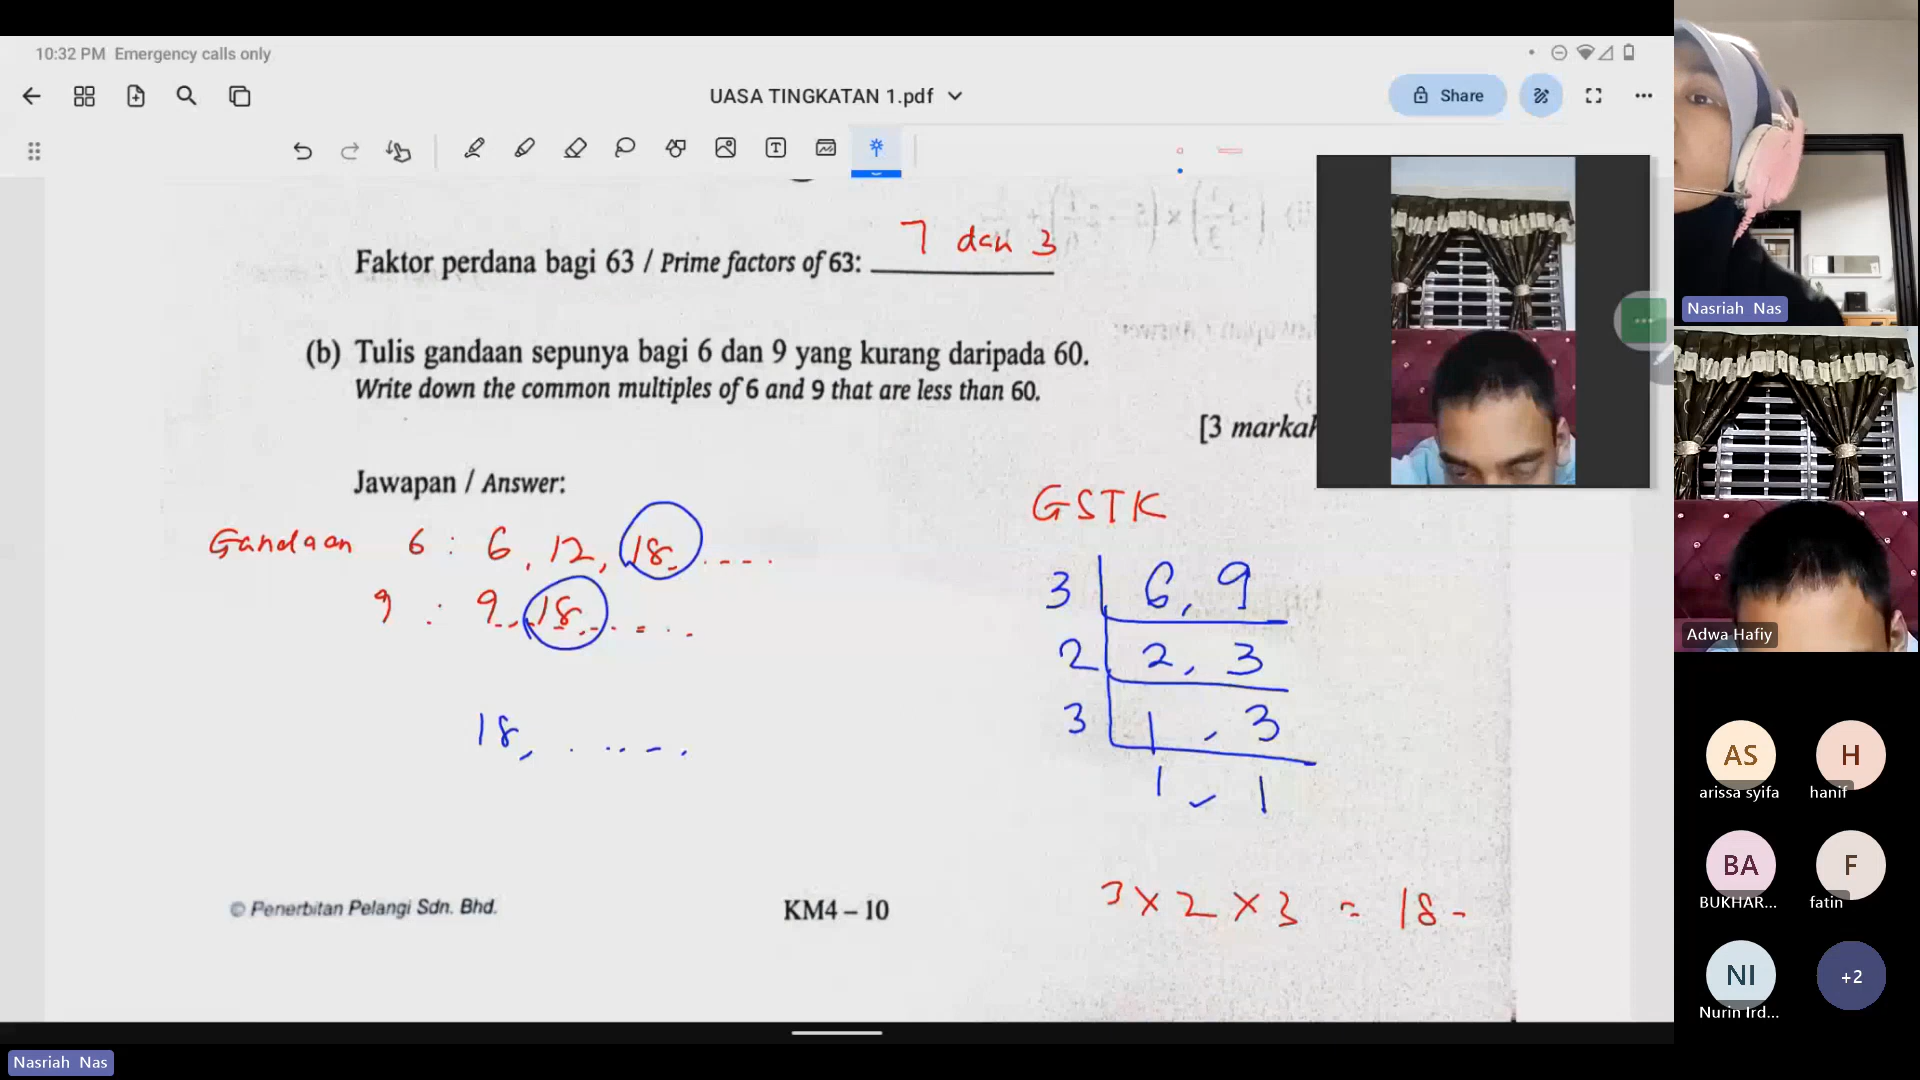 10:32 PM Emergency calls only
UASA TINGKATAN 1.pdf
Share
7 dan 3
Faktor perdana bagi 63 / Prime factors of 63:
(b) Tulis gandaan sepunya bagi 6 dan 9 yang kurang daripada 60.
Write down the common multiples of 6 and 9 that are less than 60.
[3 markah
Jawapan / Answer:
Gandaan 6 : 6, 12, 18, ....
9 : 9, 18, .....
18, .....
GSTK
3 6, 9
2 2, 3
3 1, 3
1, 1
3 × 2 × 3 = 18
© Penerbitan Pelangi Sdn. Bhd.
KM4 – 10
Nasriah Nas
Nasriah Nas
Adwa Hafiy
AS
arissa syifa
H
hanif
BA
BUKHAR...
F
fatin
NI
Nurin Ird...
+2